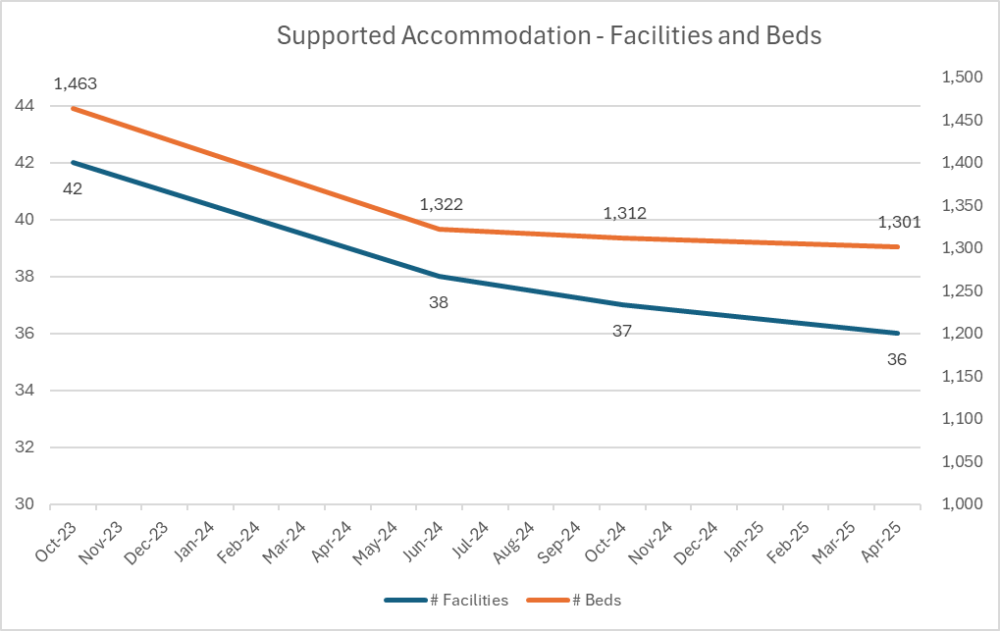 Supported Accommodation - Facilities and Beds
1,463
1,322
1,312
1,301
42
38
37
36
44
42
40
38
36
34
32
30
1,500
1,450
1,400
1,350
1,300
1,250
1,200
1,150
1,100
1,050
1,000
Oct-23
Nov-23
Dec-23
Jan-24
Feb-24
Mar-24
Apr-24
May-24
Jun-24
Jul-24
Aug-24
Sep-24
Oct-24
Nov-24
Dec-24
Jan-25
Feb-25
Mar-25
Apr-25
# Facilities
# Beds